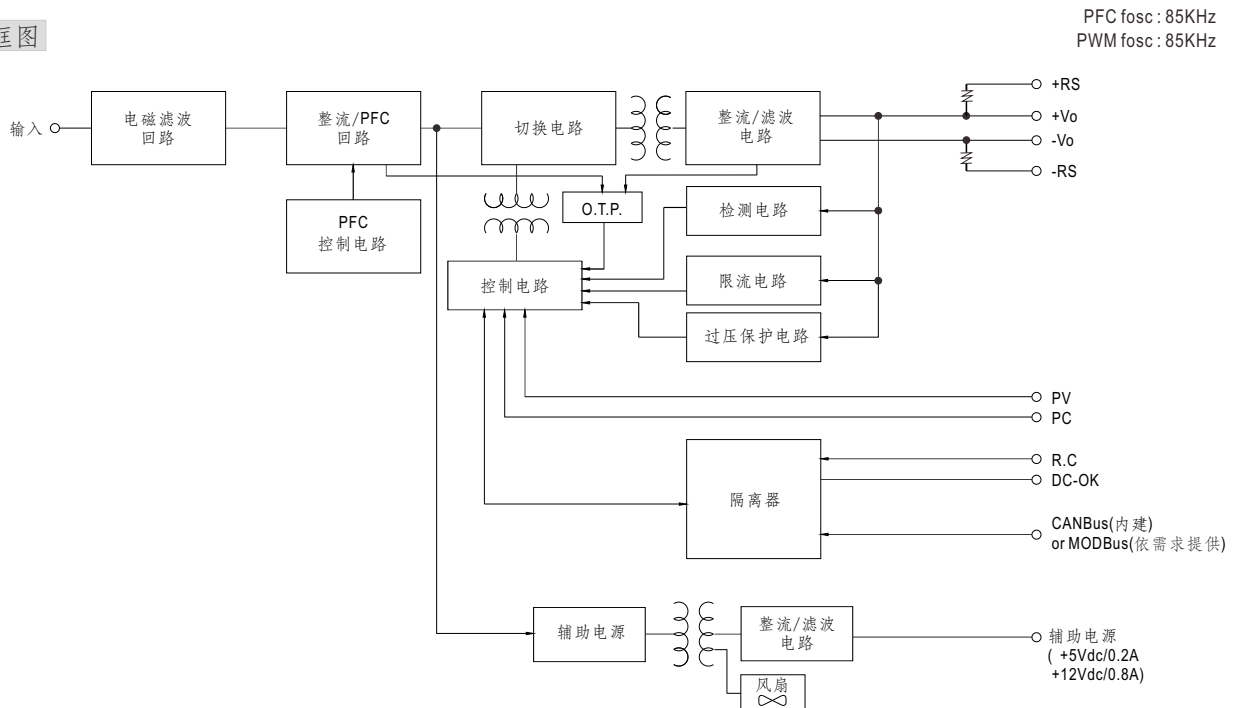 PFC fosc : 85KHz
PWM fosc : 85KHz
框图
输入
电磁滤波
回路
整流/PFC
回路
切换电路
整流/滤波
电路
+RS
+Vo
-Vo
-RS
PFC
控制电路
O.T.P.
检测电路
控制电路
限流电路
过压保护电路
PV
PC
隔离器
R.C
DC-OK
CANBus(内建)
or MODBus(依需求提供)
辅助电源
整流/滤波
电路
辅助电源
( +5Vdc/0.2A
+12Vdc/0.8A)
风扇